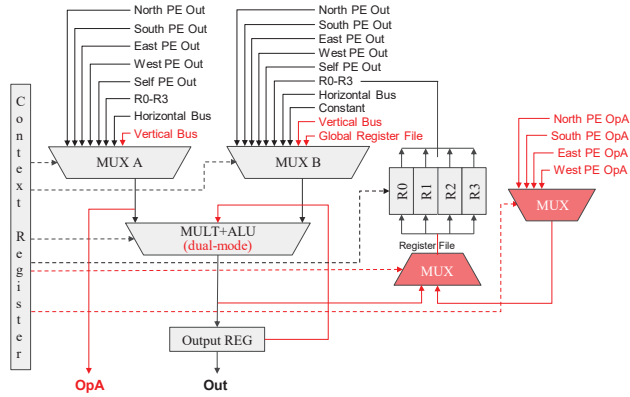 North PE Out
South PE Out
East PE Out
West PE Out
Self PE Out
R0-R3
Horizontal Bus
Vertical Bus
North PE Out
South PE Out
East PE Out
West PE Out
Self PE Out
R0-R3
Horizontal Bus
Constant
Vertical Bus
Global Register File
North PE OpA
South PE OpA
East PE OpA
West PE OpA
Context Register
MUX A
MUX B
R0
R1
R2
R3
MUX
MULT+ALU
(dual-mode)
Register File
MUX
Output REG
OpA
Out